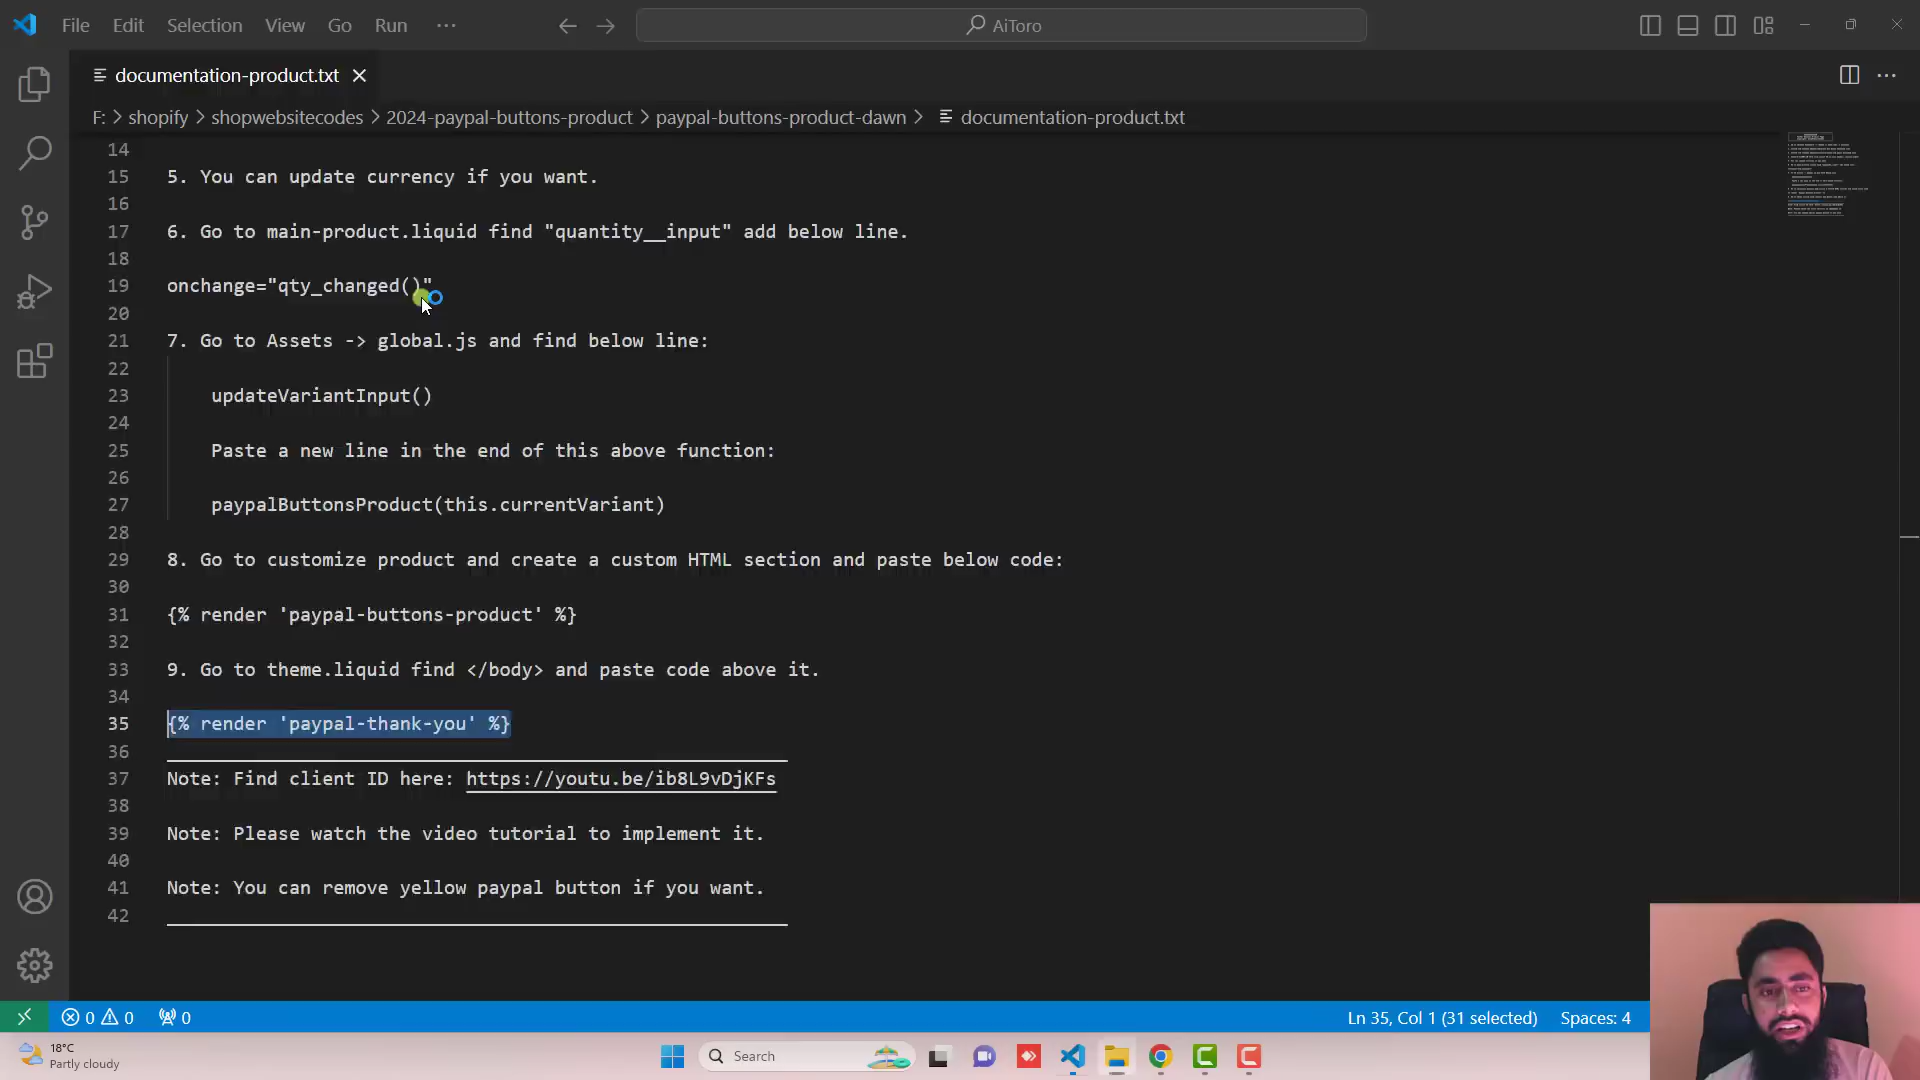 File Edit Selection View Go Run ··· AiToro
documentation-product.txt
F: > shopify > shopwebsitecodes > 2024-paypal-buttons-product > paypal-buttons-product-dawn > documentation-product.txt
14
15 5. You can update currency if you want.
16
17 6. Go to main-product.liquid find "quantity__input" add below line.
18
19 onchange="qty_changed()"
20
21 7. Go to Assets -> global.js and find below line:
22
23 updateVariantInput()
24
25 Paste a new line in the end of this above function:
26
27 paypalButtonsProduct(this.currentVariant)
28
29 8. Go to customize product and create a custom HTML section and paste below code:
30
31 {% render 'paypal-buttons-product' %}
32
33 9. Go to theme.liquid find </body> and paste code above it.
34
35 {% render 'paypal-thank-you' %}
36
37 Note: Find client ID here: https://youtu.be/ib8L9vDjKFs
38
39 Note: Please watch the video tutorial to implement it.
40
41 Note: You can remove yellow paypal button if you want.
42
0 0 0 Ln 35, Col 1 (31 selected) Spaces: 4
18°C
Partly cloudy
Search